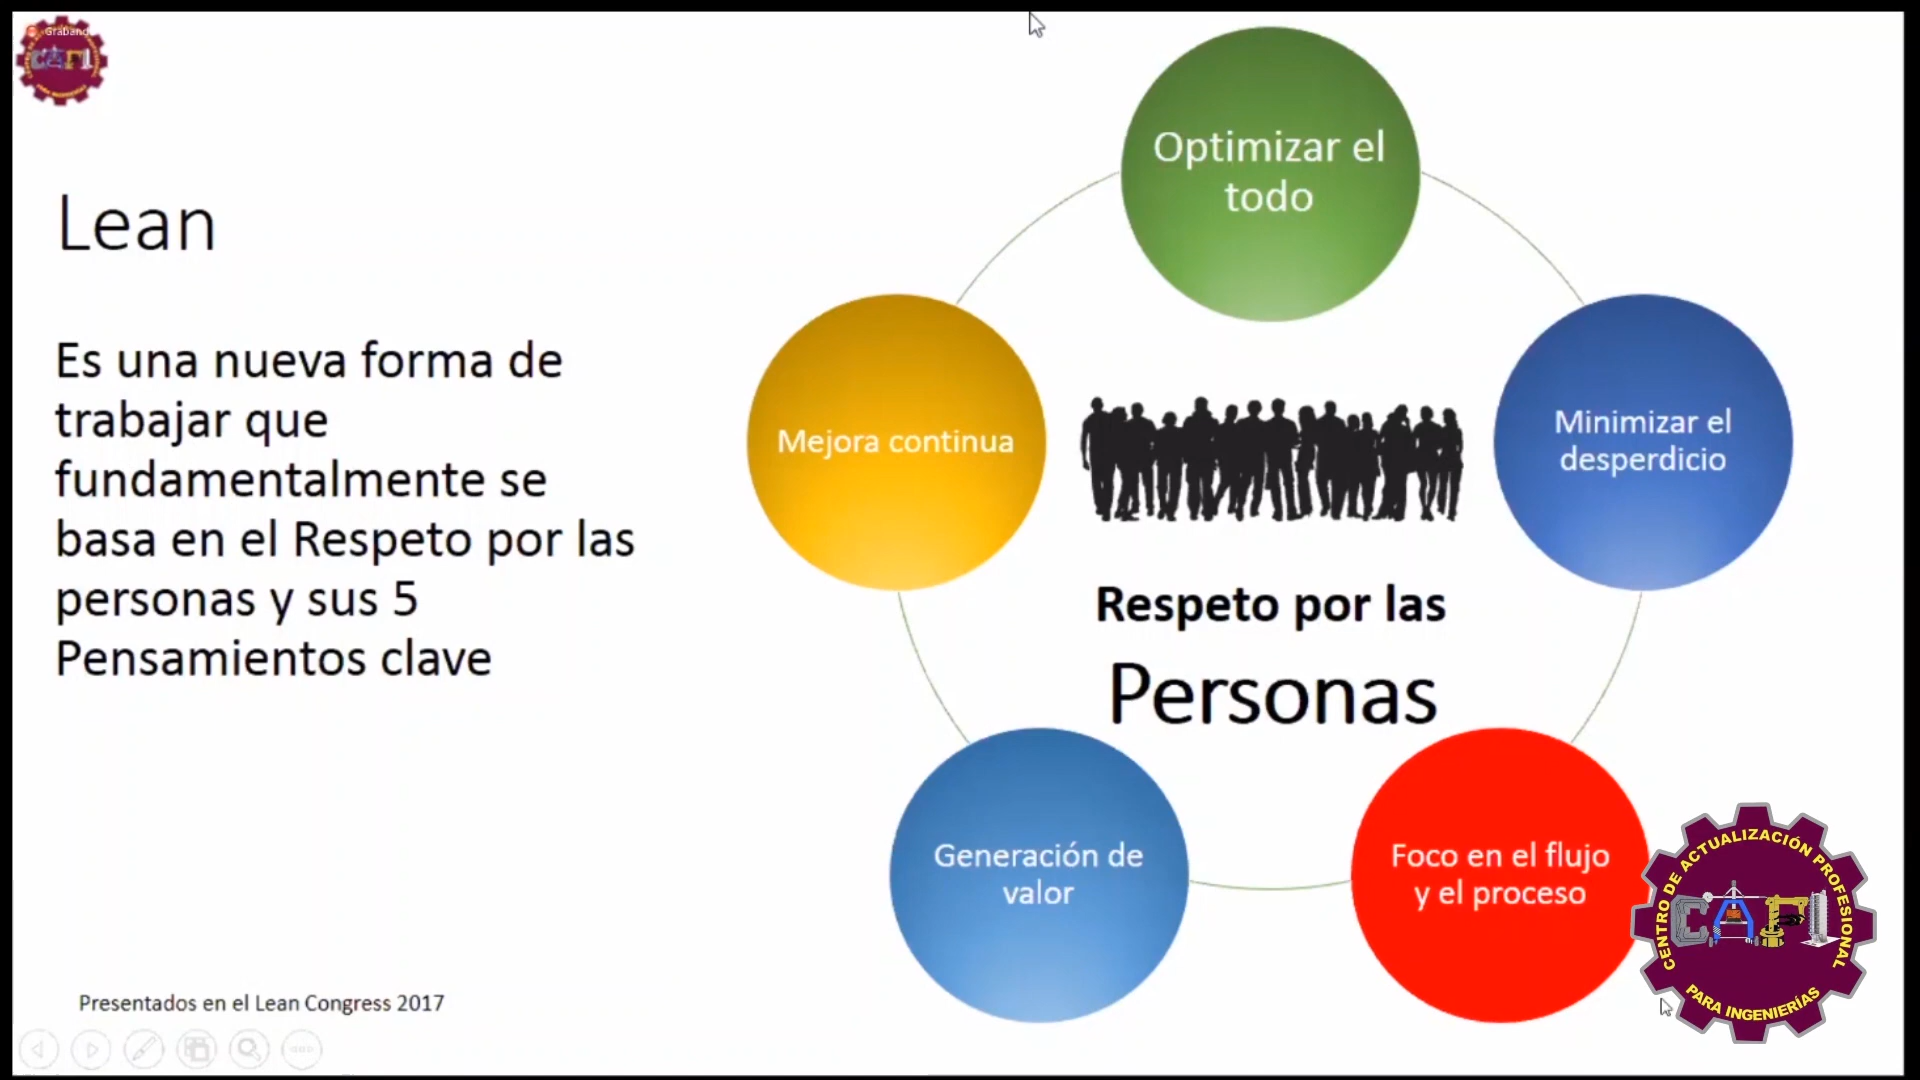 Grabando
Lean
Es una nueva forma de
trabajar que
fundamentalmente se
basa en el Respeto por las
personas y sus 5
Pensamientos clave
Presentados en el Lean Congress 2017
Optimizar el
todo
Minimizar el
desperdicio
Foco en el flujo
y el proceso
Generación de
valor
Mejora continua
Respeto por las
Personas
CENTRO DE ACTUALIZACIÓN PROFESIONAL
CAPI
PARA INGENIERÍAS